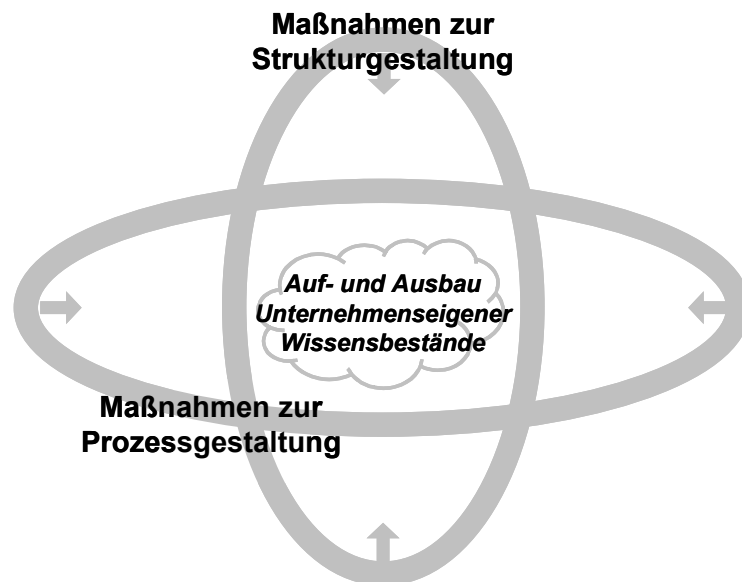 Maßnahmen zur
Strukturgestaltung
Auf- und Ausbau
Unternehmenseigener
Wissensbestände
Maßnahmen zur
Prozessgestaltung